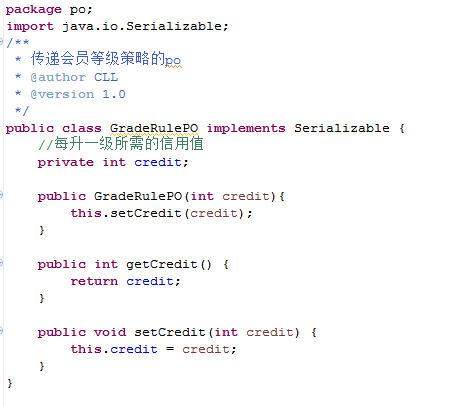 package po;
import java.io.Serializable;
/**
 * 传递会员等级策略的po
 * @author CLL
 * @version 1.0
 */
public class GradeRulePO implements Serializable {
    //每升一级所需的信用值
    private int credit;

    public GradeRulePO(int credit){
        this.setCredit(credit);
    }

    public int getCredit() {
        return credit;
    }

    public void setCredit(int credit) {
        this.credit = credit;
    }
}